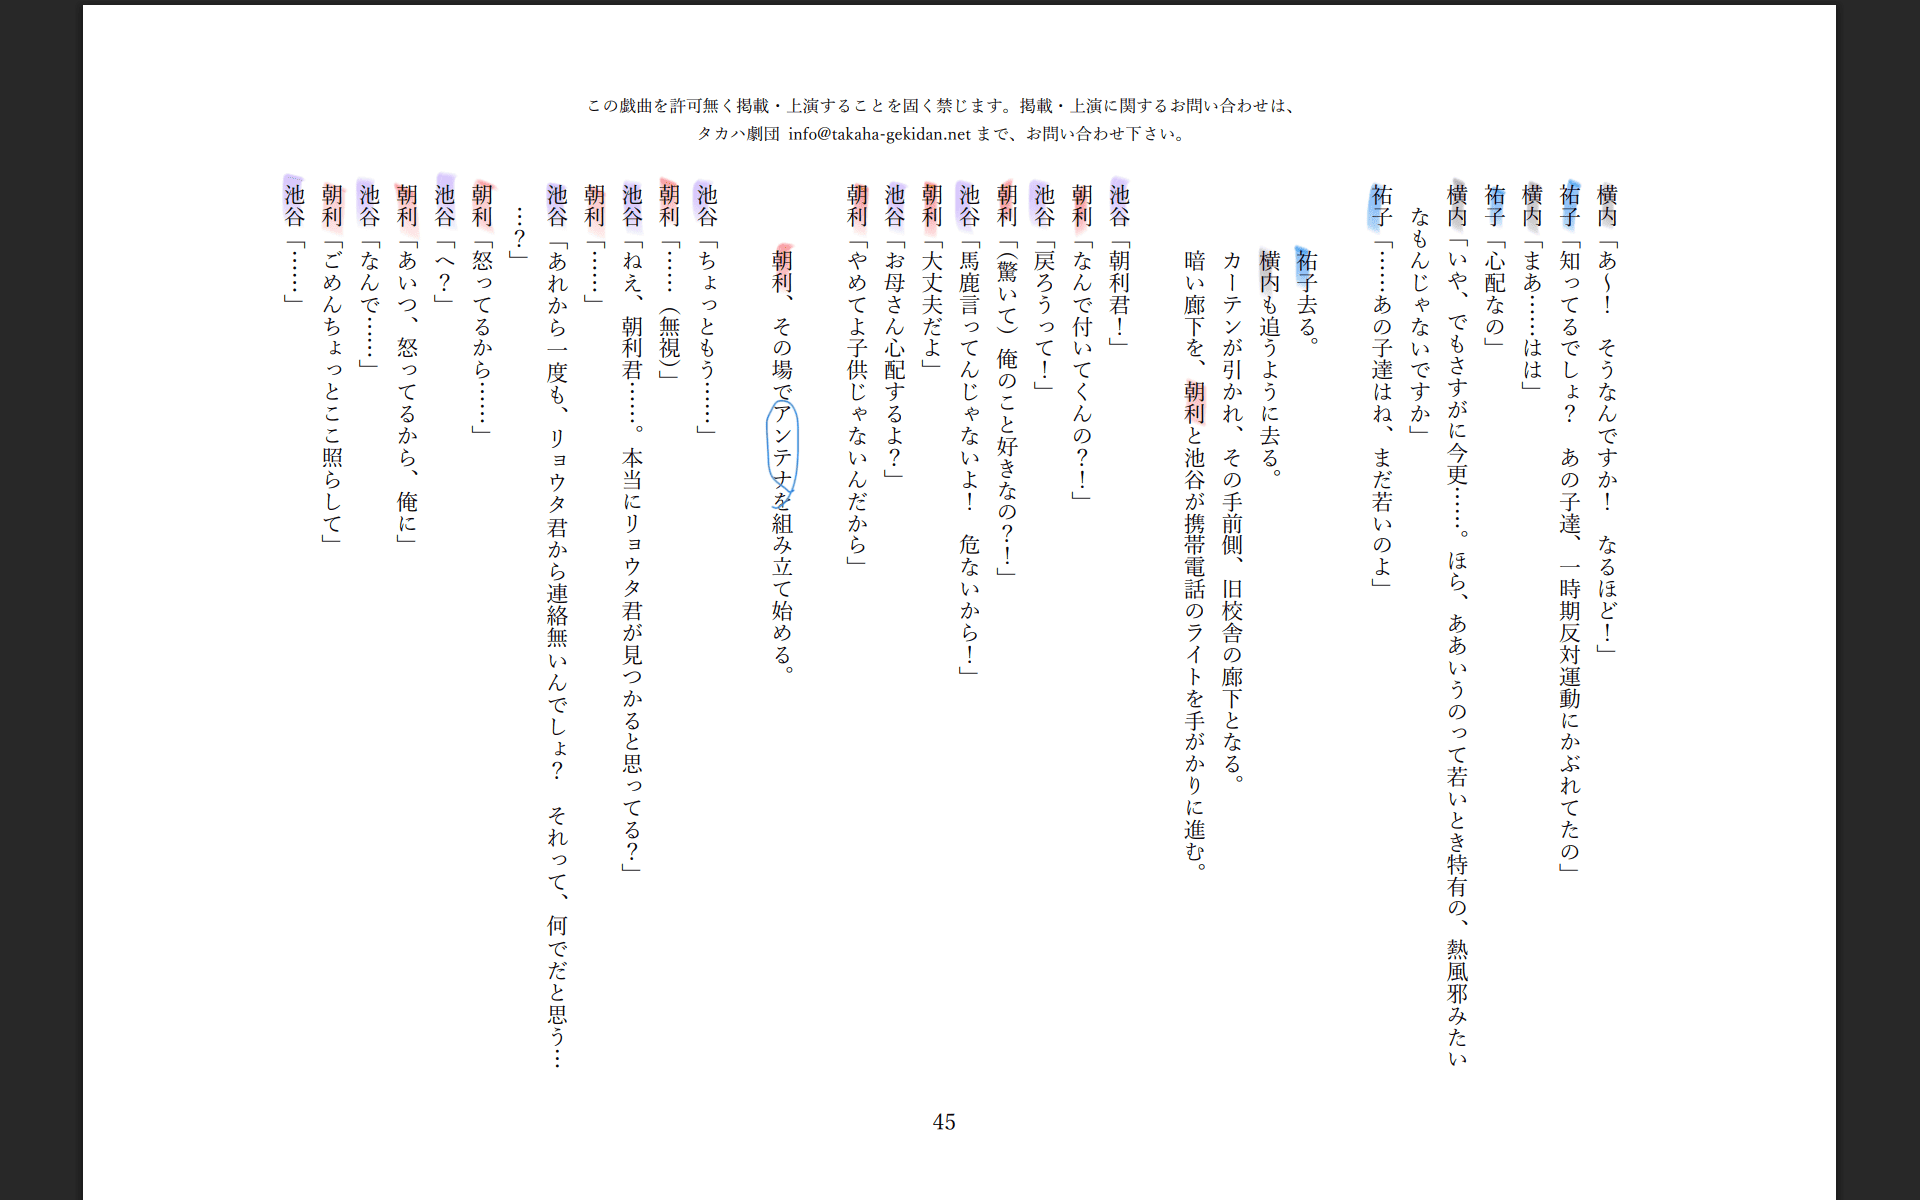 この戯曲を許可無く掲載・上演することを固く禁じます。掲載・上演に関するお問い合わせは、
タカハ劇団 info@takaha-gekidan.net まで、お問い合わせ下さい。
横内「あ～！　そうなんですか！　なるほど！」
祐子「知ってるでしょ？　あの子達、一時期反対運動にかぶれてたの」
横内「まあ……はは」
祐子「心配なの」
横内「いや、でもさすがに今更……。ほら、ああいうのって若いとき特有の、熱風邪みたい
なもんじゃないですか」
祐子「……あの子達はね、まだ若いのよ」
祐子去る。
横内も追うように去る。
カーテンが引かれ、その手前側、旧校舎の廊下となる。
暗い廊下を、朝利と池谷が携帯電話のライトを手がかりに進む。
池谷「朝利君！」
朝利「なんで付いてくんの？！」
池谷「戻ろうって！」
朝利「（驚いて）俺のこと好きなの？！」
池谷「馬鹿言ってんじゃないよ！　危ないから！」
朝利「大丈夫だよ」
池谷「お母さん心配するよ？」
朝利「やめてよ子供じゃないんだから」
朝利、その場でアンテナを組み立て始める。
池谷「ちょっともう……」
朝利「……（無視）」
池谷「ねえ、朝利君……。本当にリョウタ君が見つかると思ってる？」
朝利「……」
池谷「あれから一度も、リョウタ君から連絡無いんでしょ？　それって、何でだと思う…
…？」
朝利「怒ってるから……」
池谷「へ？」
朝利「あいつ、怒ってるから、俺に」
池谷「なんで……」
朝利「ごめんちょっとここ照らして」
池谷「……」
45